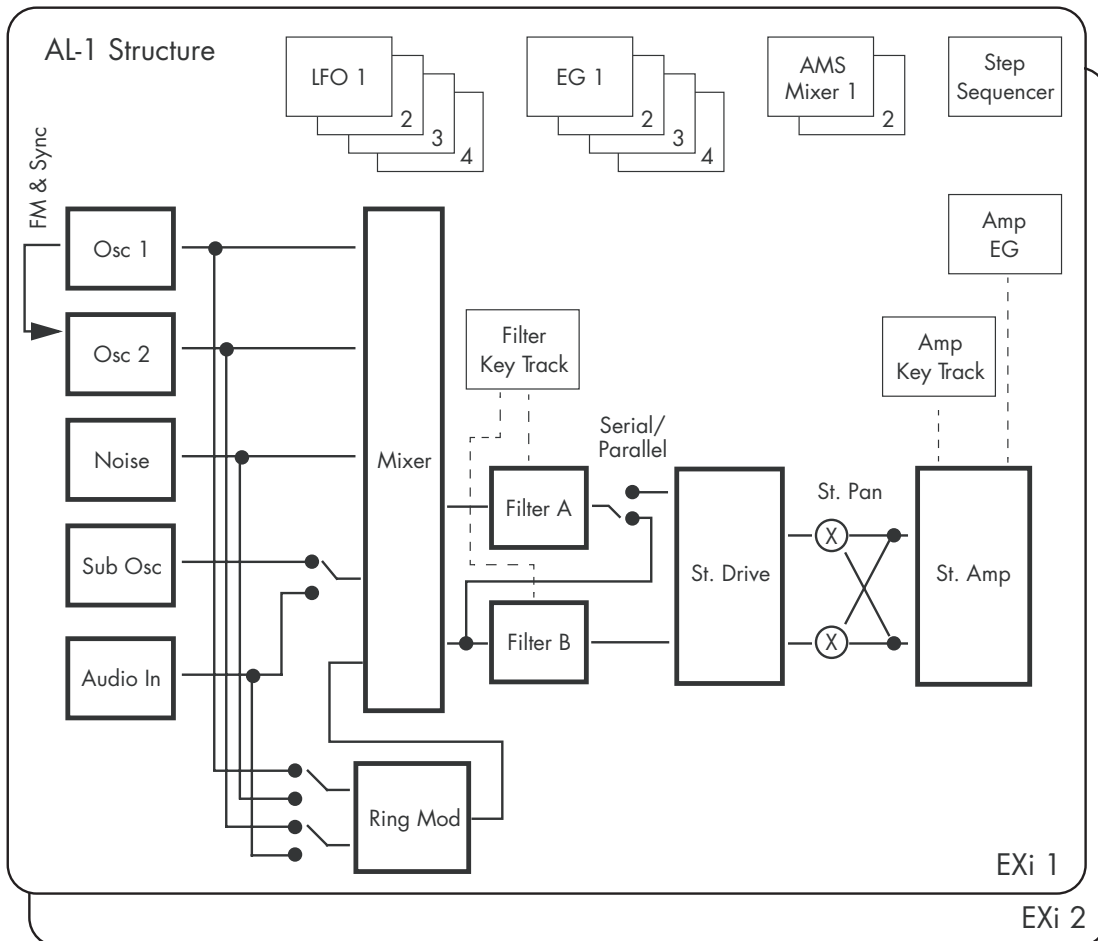 AL-1 Structure
LFO 1
2
3
4
EG 1
2
3
4
AMS
Mixer 1
2
Step
Sequencer
FM & Sync
Osc 1
Osc 2
Noise
Sub Osc
Audio In
Mixer
Ring Mod
Filter
Key Track
Filter A
Filter B
Serial/
Parallel
St. Drive
St. Pan
X
X
Amp
EG
Amp
Key Track
St. Amp
EXi 1
EXi 2